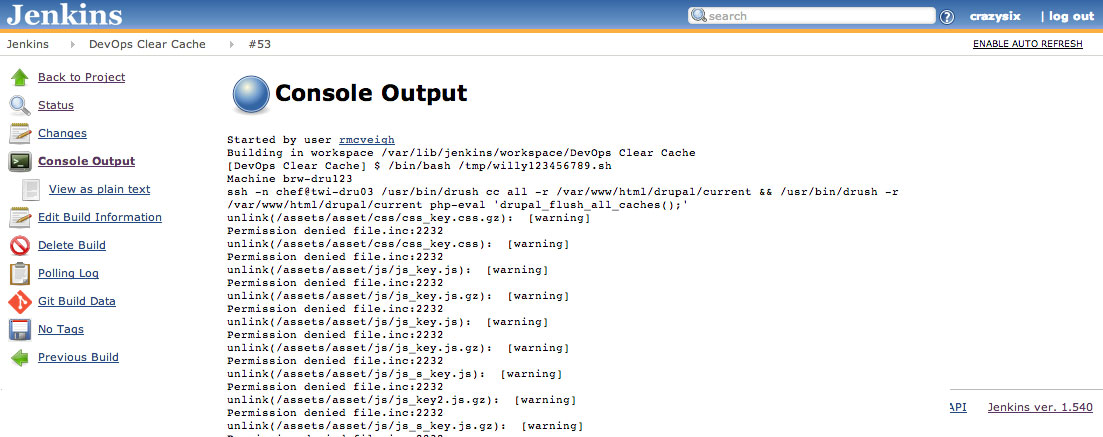 Jenkins
search
?
crazysix
| log out
Jenkins
DevOps Clear Cache
#53
ENABLE AUTO REFRESH
Back to Project
Status
Changes
Console Output
View as plain text
Edit Build Information
Delete Build
Polling Log
Git Build Data
No Tags
Previous Build
Console Output
Started by user rmcveigh
Building in workspace /var/lib/jenkins/workspace/DevOps Clear Cache
[DevOps Clear Cache] $ /bin/bash /tmp/willy123456789.sh
Machine brw-dru123
ssh -n chef@twi-dru03 /usr/bin/drush cc all -r /var/www/html/drupal/current && /usr/bin/drush -r
/var/www/html/drupal/current php-eval 'drupal_flush_all_caches();'
unlink(/assets/asset/css/css_key.css.gz):  [warning]
Permission denied file.inc:2232
unlink(/assets/asset/css/css_key.css):  [warning]
Permission denied file.inc:2232
unlink(/assets/asset/js/js_key.js):  [warning]
Permission denied file.inc:2232
unlink(/assets/asset/js/js_key.js.gz):  [warning]
Permission denied file.inc:2232
unlink(/assets/asset/js/js_key.js):  [warning]
Permission denied file.inc:2232
unlink(/assets/asset/js/js_key.js.gz):  [warning]
Permission denied file.inc:2232
unlink(/assets/asset/js/js_s_key.js):  [warning]
Permission denied file.inc:2232
unlink(/assets/asset/js/js_key2.js.gz):  [warning]
Permission denied file.inc:2232
unlink(/assets/asset/js/js_s_key.js.gz):  [warning]
Permission denied file.inc:2232
API
Jenkins ver. 1.540